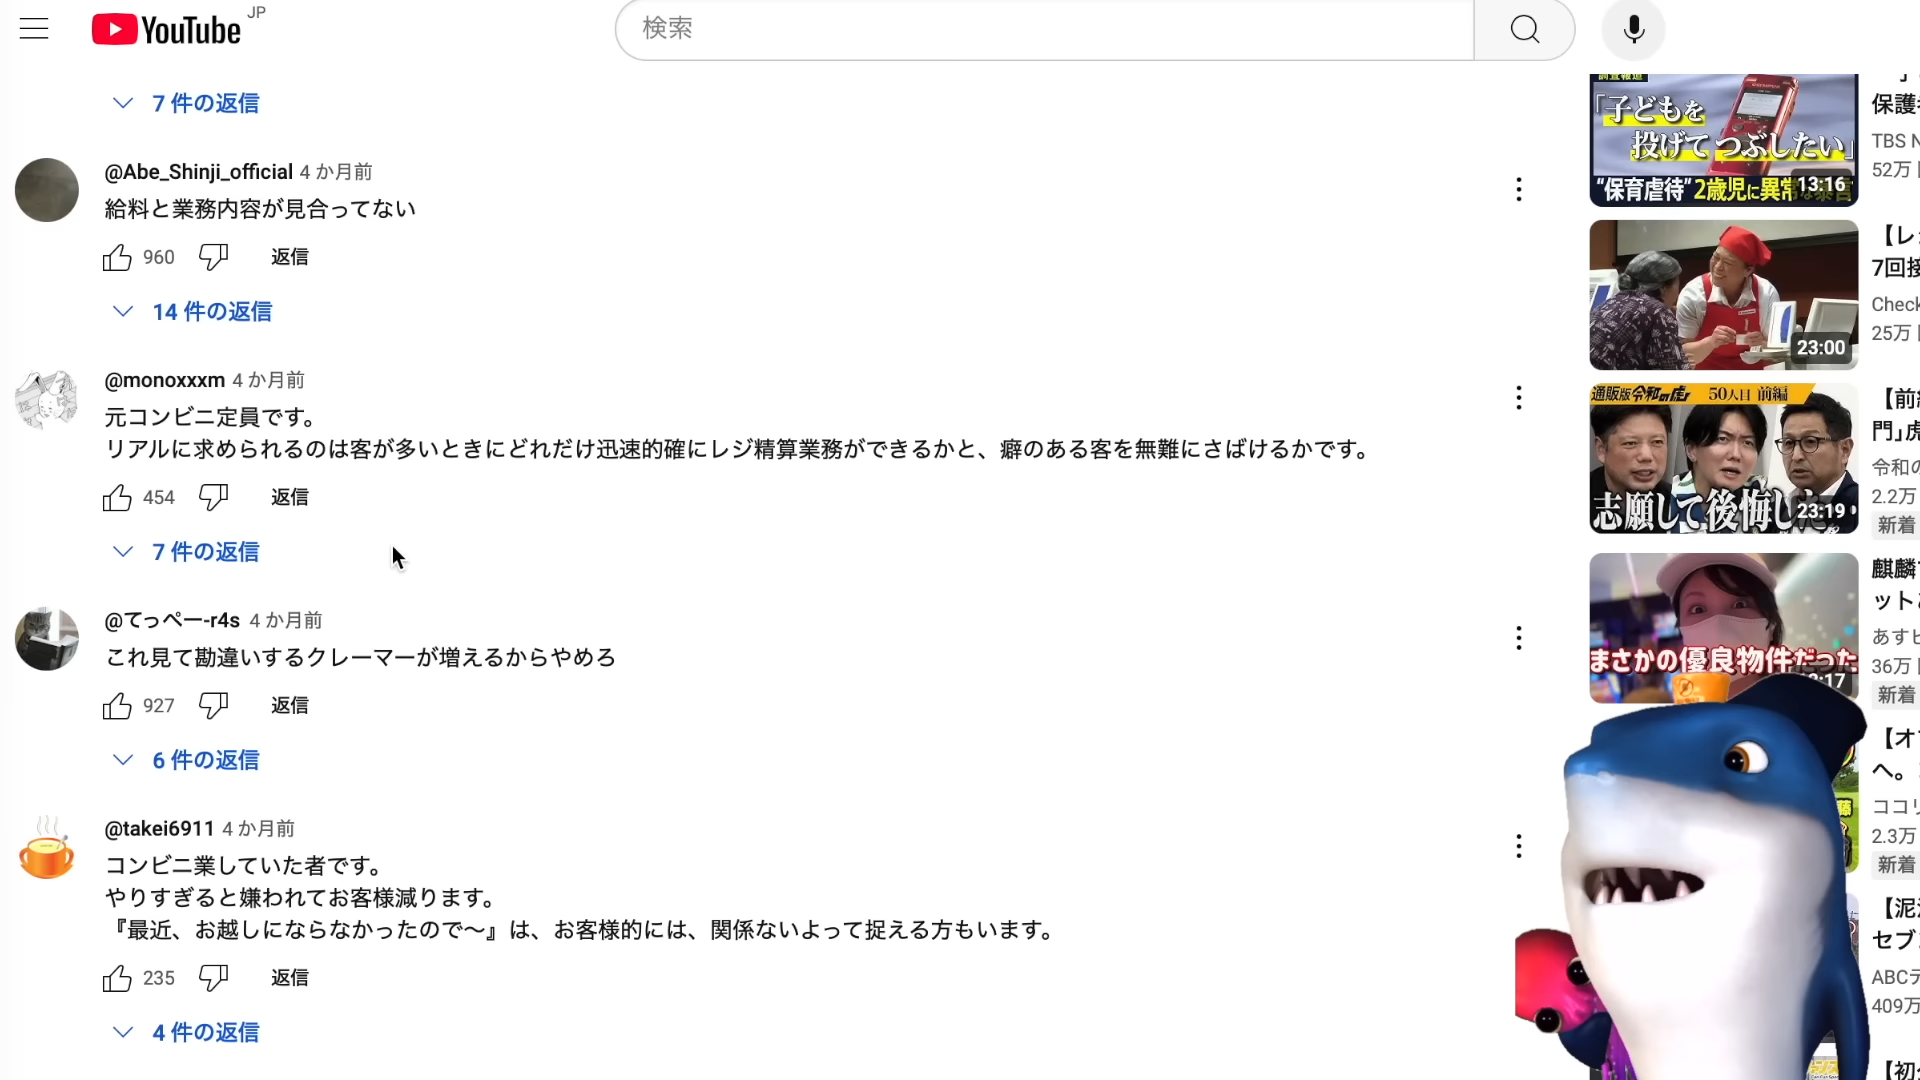 YouTube JP
検索
7 件の返信
@Abe_Shinji_official 4 か月前
給料と業務内容が見合ってない
960 返信
14 件の返信
@monoxxxm 4 か月前
元コンビニ定員です。
リアルに求められるのは客が多いときにどれだけ迅速的確にレジ精算業務ができるかと、癖のある客を無難にさばけるかです。
454 返信
7 件の返信
@てっぺー-r4s 4 か月前
これ見て勘違いするクレーマーが増えるからやめろ
927 返信
6 件の返信
@takei6911 4 か月前
コンビニ業していた者です。
やりすぎると嫌われてお客様減ります。
『最近、お越しにならなかったので〜』は、お客様的には、関係ないよって捉える方もいます。
235 返信
4 件の返信
調査報道
「子どもを
投げてつぶしたい」
“保育虐待”2歳児に異常
13:16
保護
TBS N
52万
23:00
【レ
7回接
Check
25万
通販版 令和の虎 50人目 前編
志願して後悔し
23:19
【前
門」虎
令和の
2.2万
新着
まさかの優良物件だった
:17
麒麟
ット
あす
36万
新着
【オ
へ。
ココリ
2.3万
新着
【泥
セブ
ABCテ
409万
【初